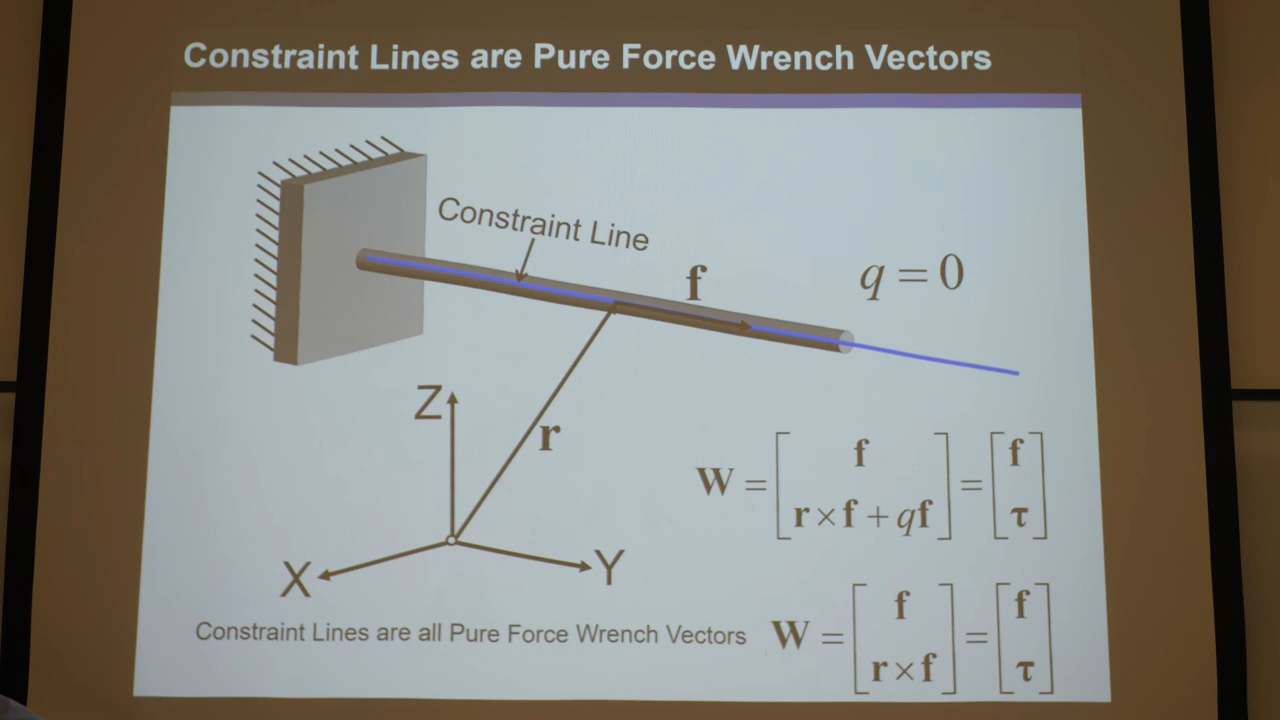 Constraint Lines are Pure Force Wrench Vectors
Constraint Line
f
q = 0
Z
r
X
Y
W = [ f r×f + qf ] = [ f τ ]
Constraint Lines are all Pure Force Wrench Vectors
W = [ f r×f ] = [ f τ ]